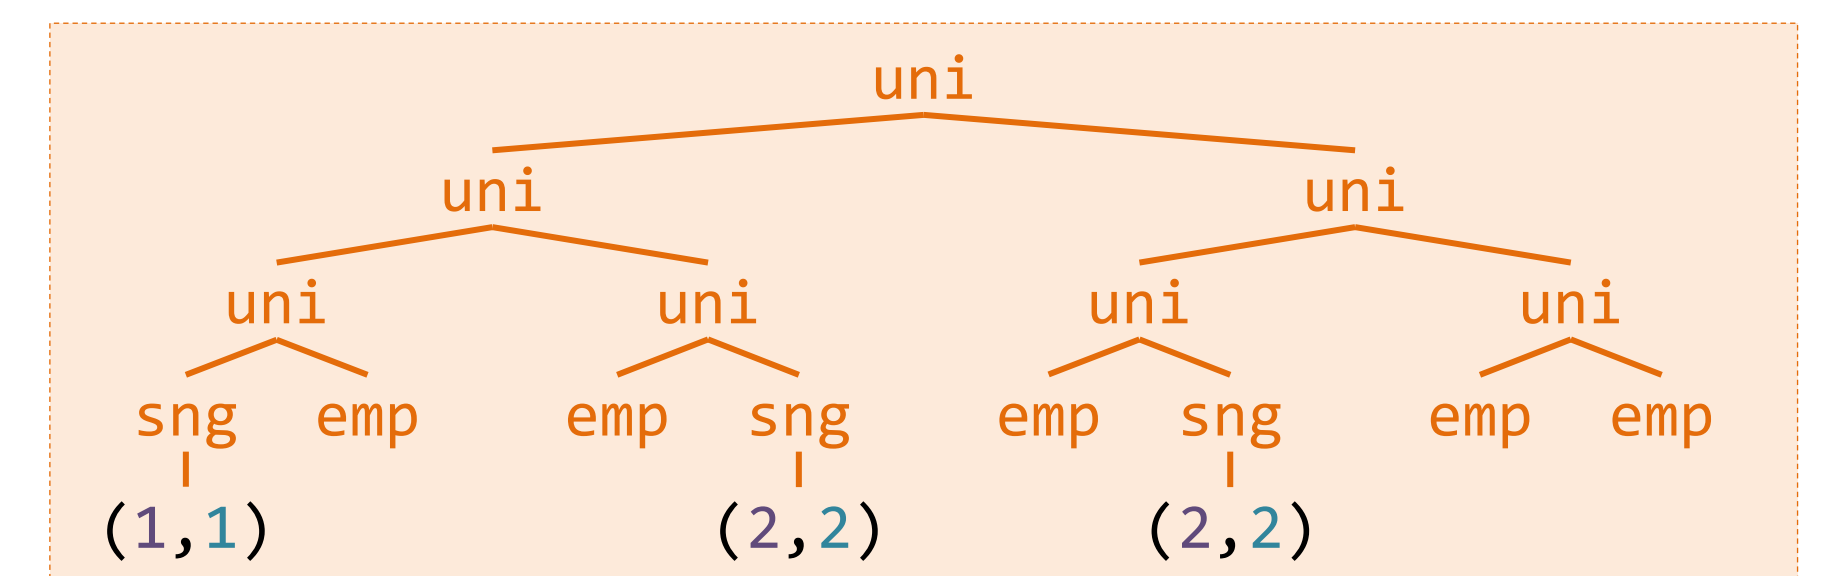 uni
uni uni
uni uni uni uni
sng emp emp sng emp sng emp emp
(1,1) (2,2) (2,2)